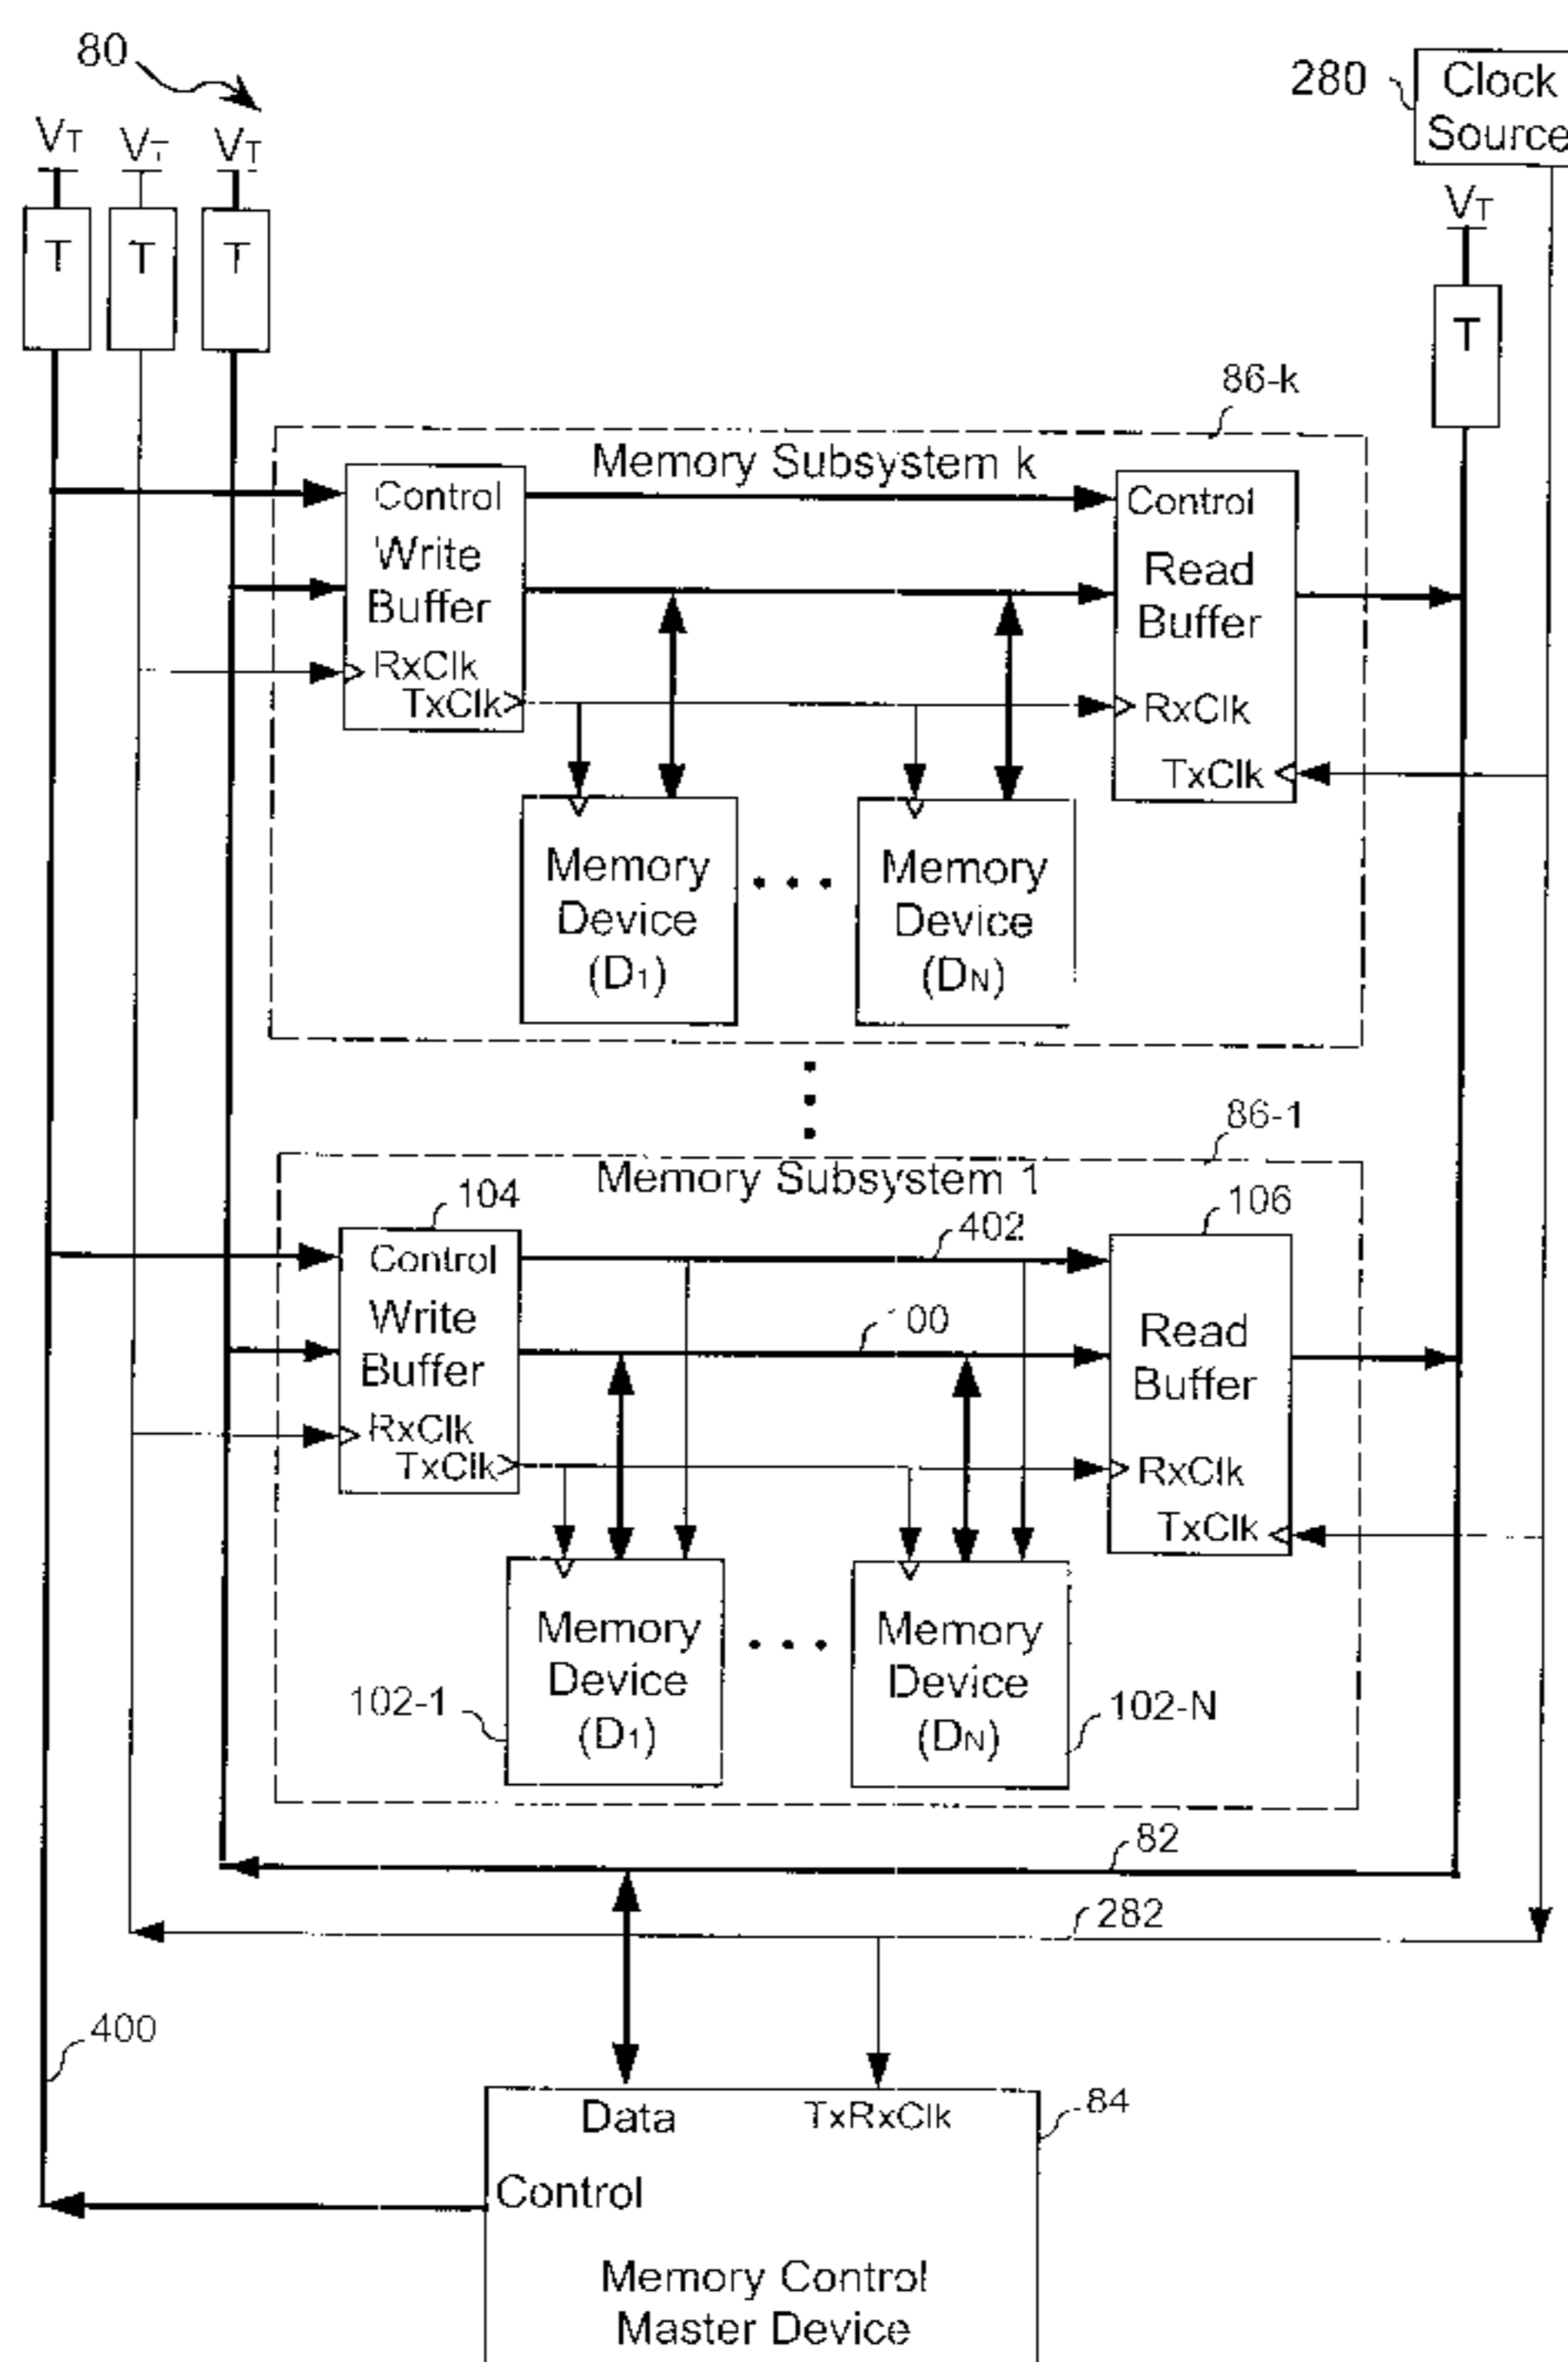 80
280
Clock
Source
VT
VT
VT
VT
T
T
T
T
86-k
Memory Subsystem k
Control
Write
Buffer
RxClk
TxClk
Control
Read
Buffer
RxClk
TxClk
Memory
Device
(D1)
Memory
Device
(DN)
86-1
Memory Subsystem 1
104
402
106
Control
Write
Buffer
RxClk
TxClk
100
Read
Buffer
RxClk
TxClk
Memory
Device
(D1)
Memory
Device
(DN)
102-1
102-N
82
282
400
84
Data
TxRxClk
Control
Memory Control
Master Device